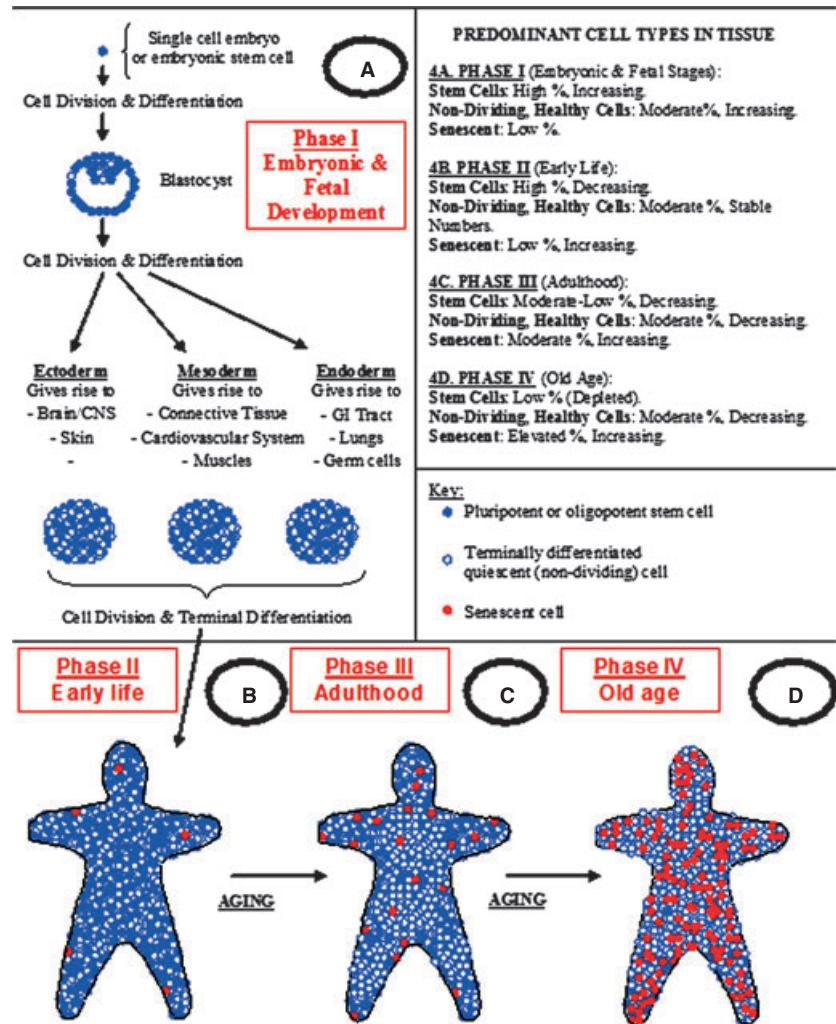 Single cell embryo
or embryonic stem cell
A
Cell Division & Differentiation
Phase I
Embryonic &
Fetal
Development
Blastocyst
Cell Division & Differentiation
Ectoderm
Gives rise to
- Brain/CNS
- Skin
-
Mesoderm
Gives rise to
- Connective Tissue
- Cardiovascular System
- Muscles
Endoderm
Gives rise to
- GI Tract
- Lungs
- Germ cells
Cell Division & Terminal Differentiation
PREDOMINANT CELL TYPES IN TISSUE
4A. PHASE I (Embryonic & Fetal Stages):
Stem Cells: High %, Increasing.
Non-Dividing, Healthy Cells: Moderate%, Increasing.
Senescent: Low %.
4B. PHASE II (Early Life):
Stem Cells: High %, Decreasing.
Non-Dividing, Healthy Cells: Moderate %, Stable
Numbers.
Senescent: Low %, Increasing.
4C. PHASE III (Adulthood):
Stem Cells: Moderate-Low %, Decreasing.
Non-Dividing, Healthy Cells: Moderate %, Decreasing.
Senescent: Moderate %, Increasing.
4D. PHASE IV (Old Age):
Stem Cells: Low % (Depleted).
Non-Dividing, Healthy Cells: Moderate %, Decreasing.
Senescent: Elevated %, Increasing.
Key:
Pluripotent or oligopotent stem cell
Terminally differentiated
quiescent (non-dividing) cell
Senescent cell
Phase II
Early life
B
Phase III
Adulthood
C
Phase IV
Old age
D
AGING
AGING